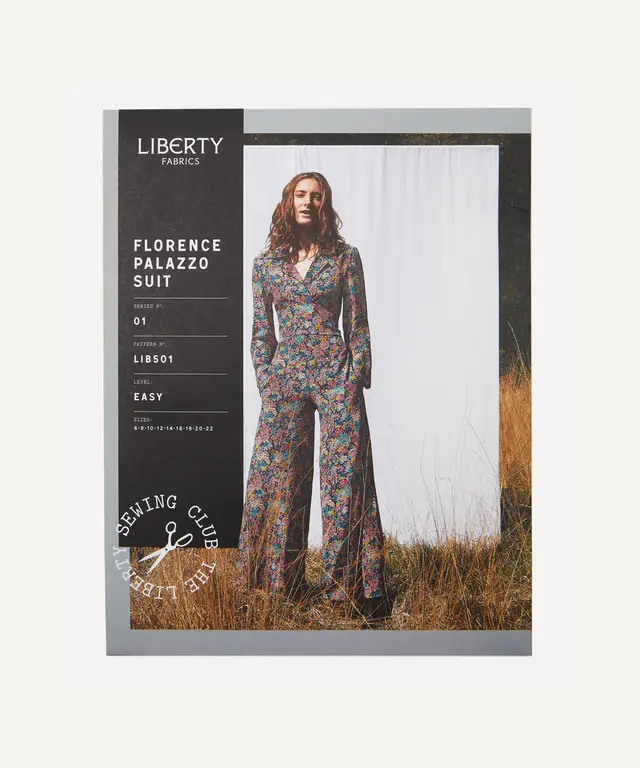 LIBERTY
FABRICS
FLORENCE
PALAZZO
SUIT
SERIES Nº:
01
PATTERN Nº:
LIB501
LEVEL:
EASY
SIZES:
6-8-10-12-14-16-18-20-22
THE LIBERTY SEWING CLUB